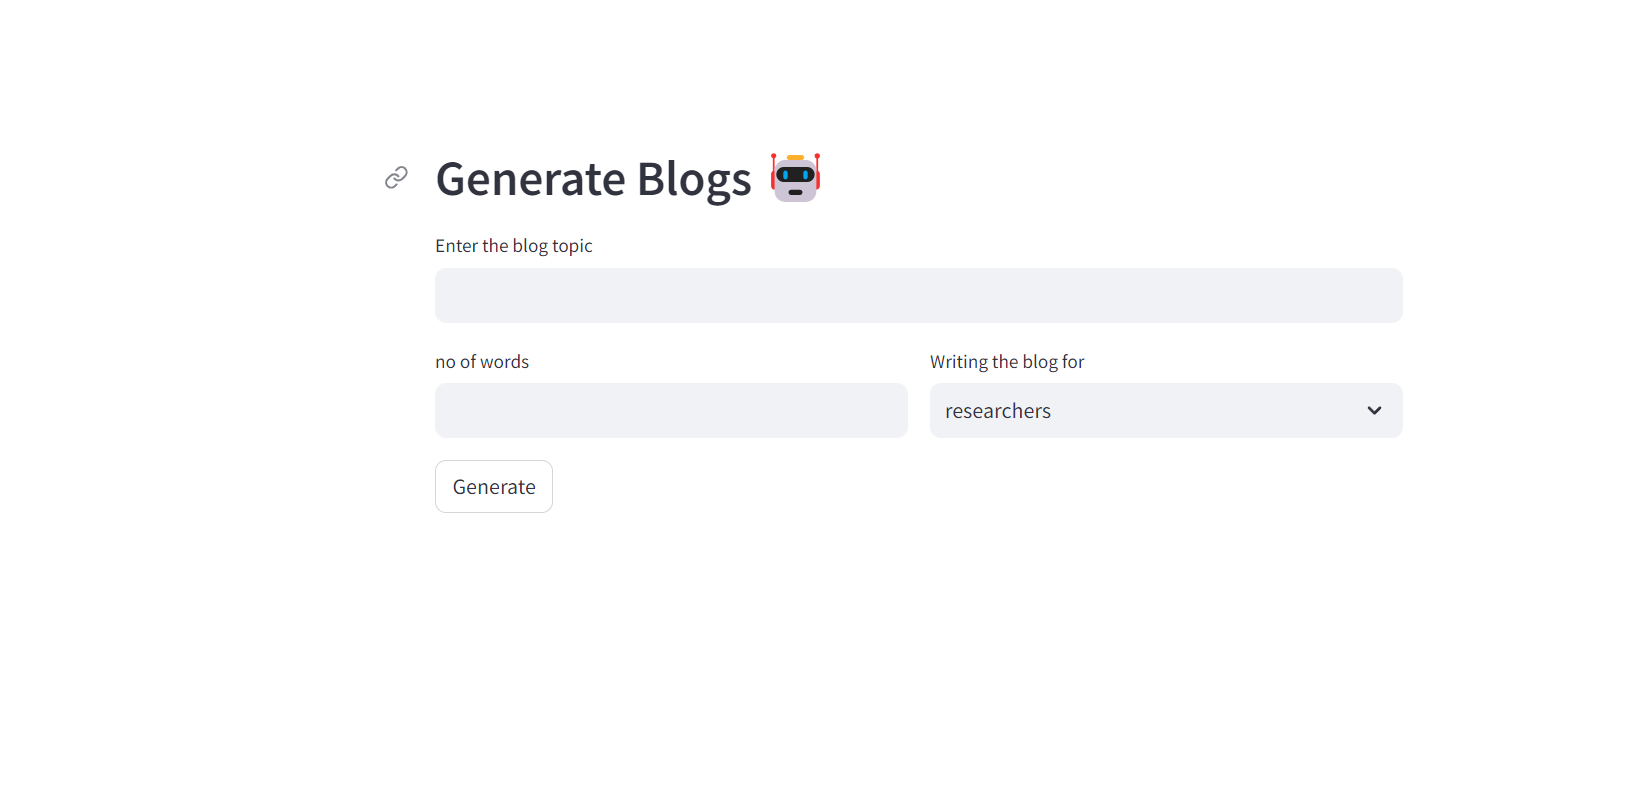 Generate Blogs 🤖
Enter the blog topic
no of words
Writing the blog for
researchers
Generate